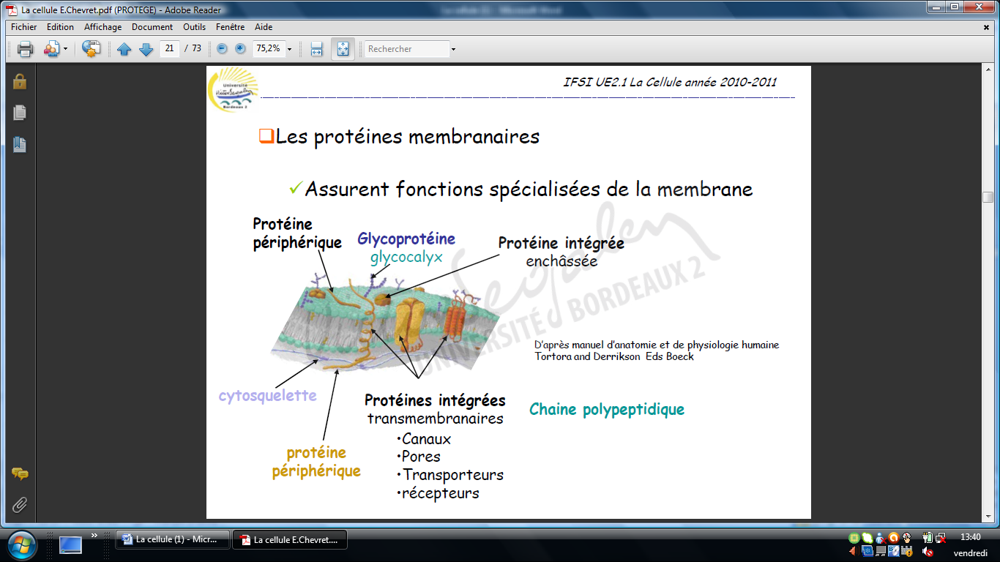 La cellule E.Chevret.pdf (PROTEGE) - Adobe Reader
Fichier Edition Affichage Document Outils Fenêtre Aide
21 / 73 75,2% Rechercher
Université
Victor Segalen
Bordeaux 2
IFSI UE2.1 La Cellule année 2010-2011
Les protéines membranaires
Assurent fonctions spécialisées de la membrane
Protéine
périphérique
Glycoprotéine
glycocalyx
Protéine intégrée
enchâssée
Segalen
UNIVERSITÉ BORDEAUX 2
D'après manuel d'anatomie et de physiologie humaine
Tortora and Derrikson Eds Boeck
cytosquelette
Protéines intégrées
transmembranaires
•Canaux
•Pores
•Transporteurs
•récepteurs
Chaine polypeptidique
protéine
périphérique
La cellule (1) - Micr...
La cellule E.Chevret....
13:40
vendredi